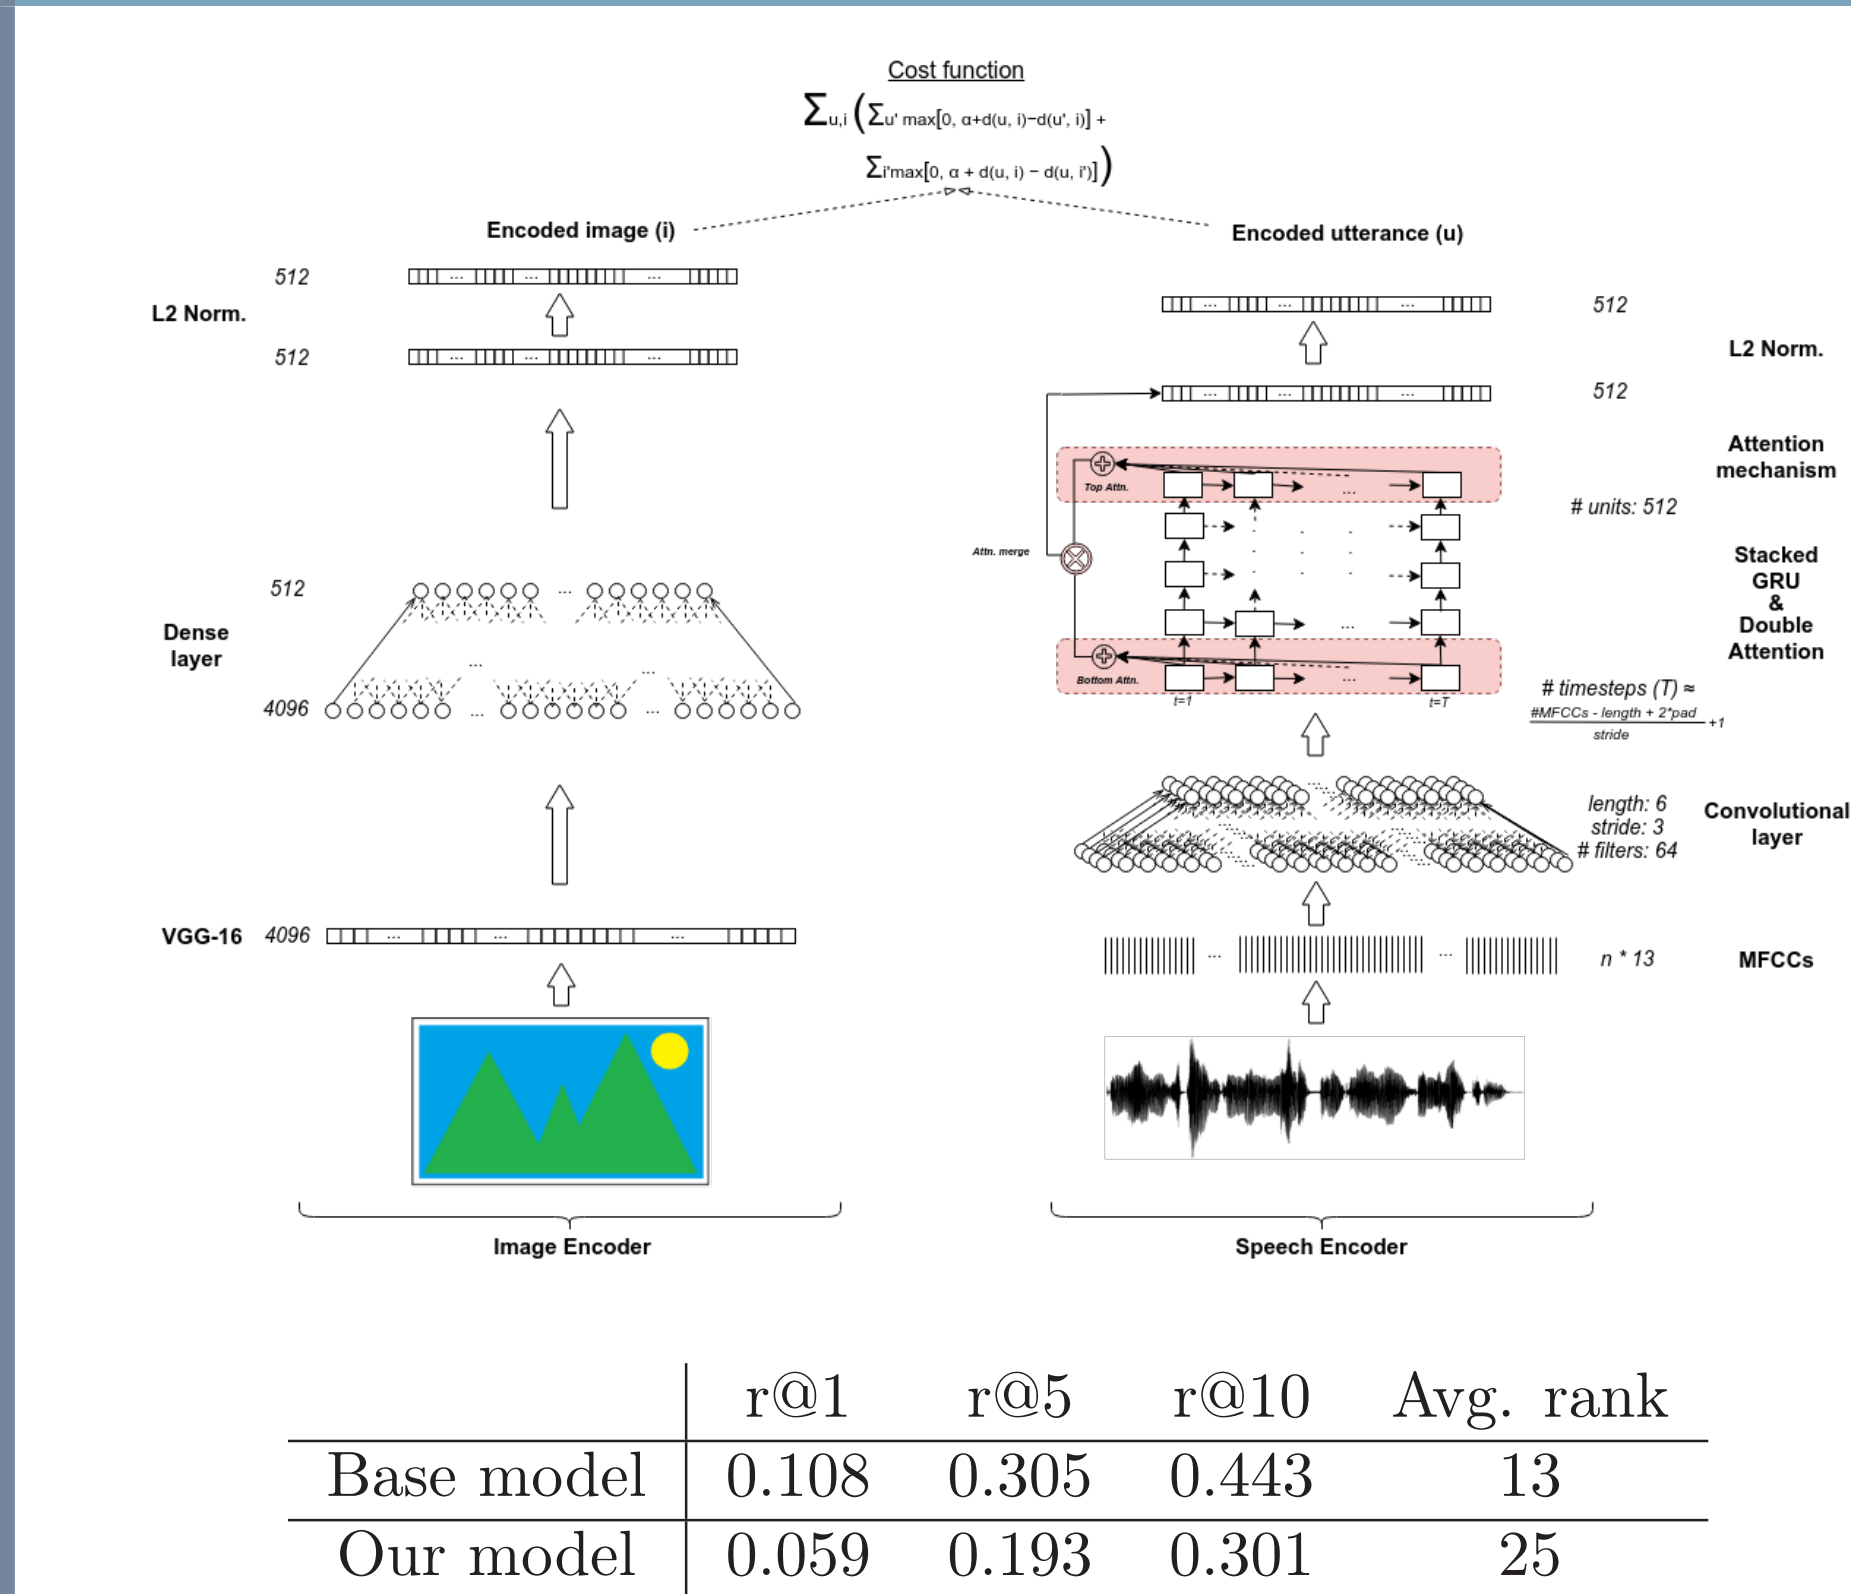 Cost function
Σu,i (Σu' max[0, α+d(u, i)−d(u', i)] +
Σi'max[0, α + d(u, i) − d(u, i')])
Encoded image (i)
512
L2 Norm.
512
512
Dense
layer
4096
VGG-16 4096
Image Encoder
Encoded utterance (u)
512
L2 Norm.
512
Attention
mechanism
Top Attn.
# units: 512
Attn. merge
Stacked
GRU
&
Double
Attention
Bottom Attn.
t=1
t=T
# timesteps (T) ≈
#MFCCs - length + 2*pad
+1
stride
length: 6
stride: 3
# filters: 64
Convolutional
layer
n * 13
MFCCs
Speech Encoder
r@1 r@5 r@10 Avg. rank
Base model 0.108 0.305 0.443 13
Our model 0.059 0.193 0.301 25